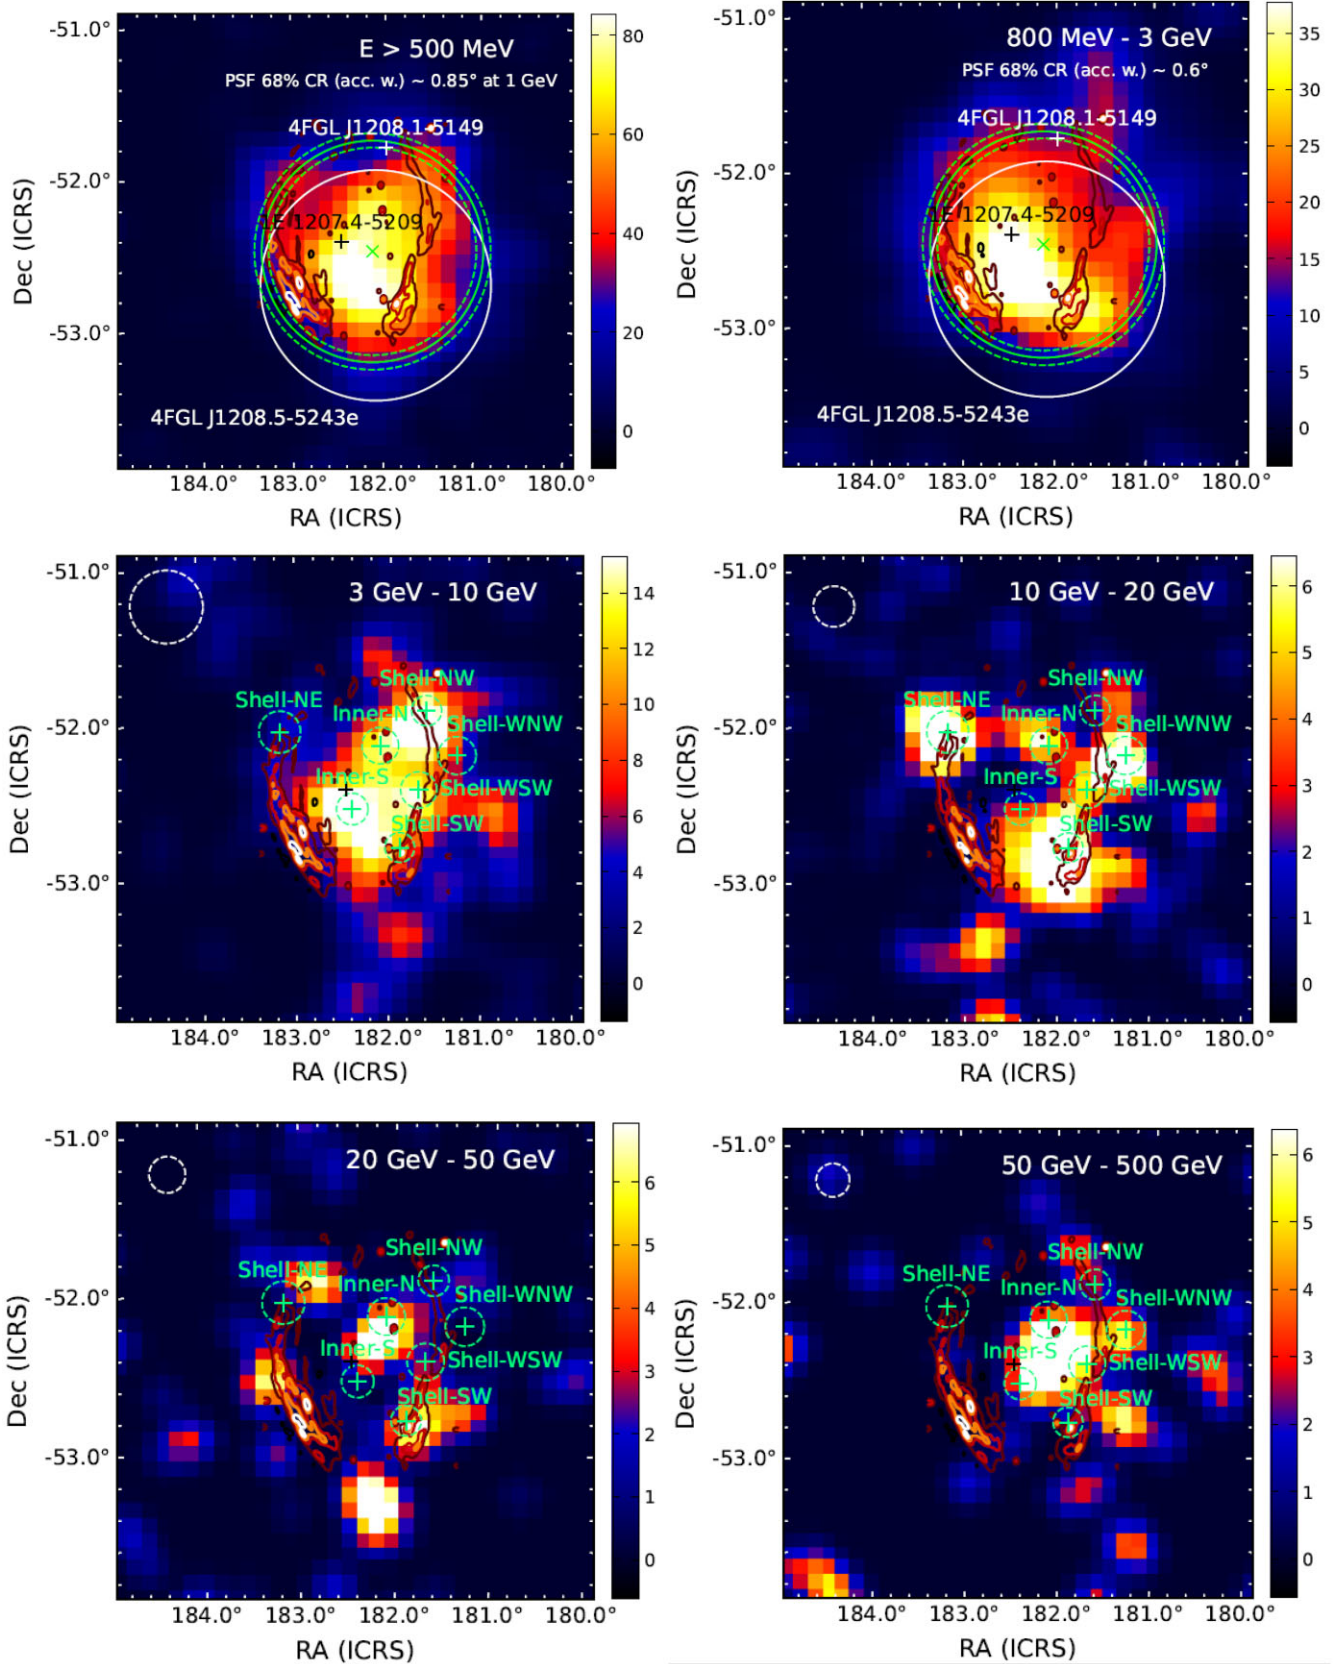 E > 500 MeV
PSF 68% CR (acc. w.) ~ 0.85° at 1 GeV
4FGL J1208.1-5149
1E 1207.4-5209
4FGL J1208.5-5243e
-51.0°
-52.0°
-53.0°
Dec (ICRS)
184.0° 183.0° 182.0° 181.0° 180.0°
RA (ICRS)
80
60
40
20
0
800 MeV - 3 GeV
PSF 68% CR (acc. w.) ~ 0.6°
4FGL J1208.1-5149
1E 1207.4-5209
4FGL J1208.5-5243e
-51.0°
-52.0°
-53.0°
Dec (ICRS)
184.0° 183.0° 182.0° 181.0° 180.0°
RA (ICRS)
35
30
25
20
15
10
5
0
3 GeV - 10 GeV
Shell-NW
Shell-NE
Inner-N
Shell-WNW
Inner-S
Shell-WSW
Shell-SW
-51.0°
-52.0°
-53.0°
Dec (ICRS)
184.0° 183.0° 182.0° 181.0° 180.0°
RA (ICRS)
14
12
10
8
6
4
2
0
10 GeV - 20 GeV
Shell-NW
Shell-NE
Inner-N
Shell-WNW
Inner-S
Shell-WSW
Shell-SW
-51.0°
-52.0°
-53.0°
Dec (ICRS)
184.0° 183.0° 182.0° 181.0° 180.0°
RA (ICRS)
6
5
4
3
2
1
0
20 GeV - 50 GeV
Shell-NW
Shell-NE
Inner-N
Shell-WNW
Inner-S
Shell-WSW
Shell-SW
-51.0°
-52.0°
-53.0°
Dec (ICRS)
184.0° 183.0° 182.0° 181.0° 180.0°
RA (ICRS)
6
5
4
3
2
1
0
50 GeV - 500 GeV
Shell-NW
Shell-NE
Inner-N
Shell-WNW
Inner-S
Shell-WSW
Shell-SW
-51.0°
-52.0°
-53.0°
Dec (ICRS)
184.0° 183.0° 182.0° 181.0° 180.0°
RA (ICRS)
6
5
4
3
2
1
0